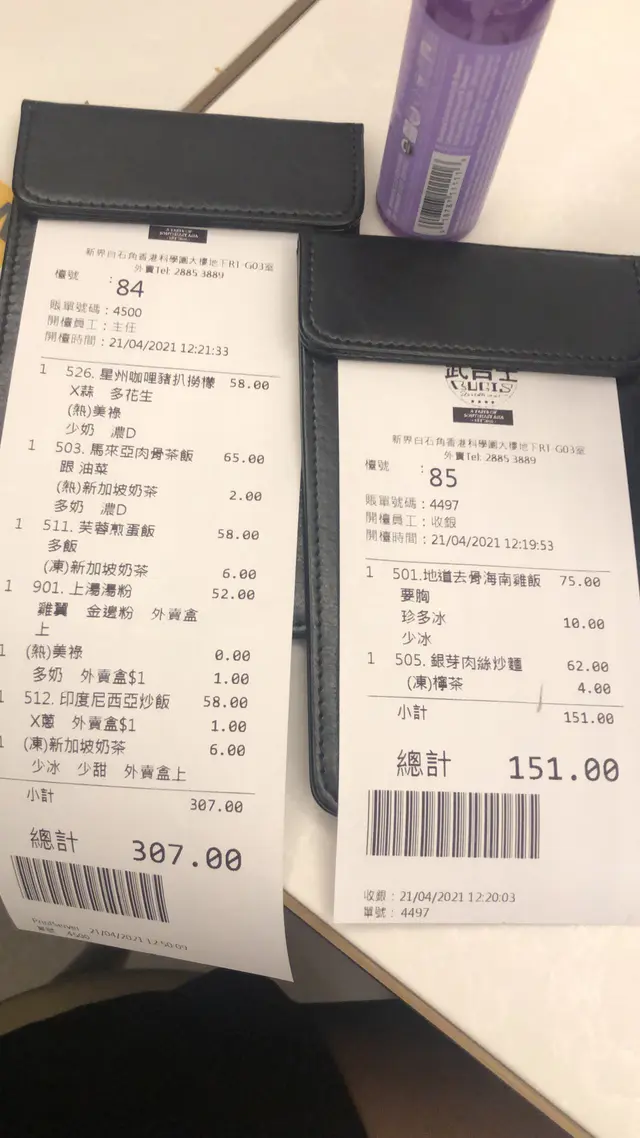 新界白石角香港科學園大樓地下R1-G03室
外賣Tel: 2885 3889
檯號 : 84
賬單號碼 : 4500
開檯員工 : 主任
開檯時間 : 21/04/2021 12:21:33
1 526. 星州咖哩豬扒撈檬 58.00
X蒜 多花生
(熱)美祿
少奶 濃D
1 503. 馬來亞肉骨茶飯 65.00
跟 油菜
(熱)新加坡奶茶 2.00
多奶 濃D
1 511. 芙蓉煎蛋飯 58.00
多飯
(凍)新加坡奶茶 6.00
1 901. 上湯湯粉 52.00
雞翼 金邊粉 外賣盒
上
1 (熱)美祿 0.00
多奶 外賣盒$1 1.00
1 512. 印度尼西亞炒飯 58.00
X蔥 外賣盒$1 1.00
1 (凍)新加坡奶茶 6.00
少冰 少甜 外賣盒上
小計 307.00
總計 307.00
21/04/2021 12:50:09
單號 4500
新界白石角香港科學園大樓地下R1-G03室
外賣Tel: 2885 3889
檯號 : 85
賬單號碼 : 4497
開檯員工 : 收銀
開檯時間 : 21/04/2021 12:19:53
1 501.地道去骨海南雞飯 75.00
要胸
珍多冰 10.00
少冰
1 505. 銀芽肉絲炒麵 62.00
(凍)檸茶 4.00
小計 151.00
總計 151.00
收銀 : 21/04/2021 12:20:03
單號 : 4497